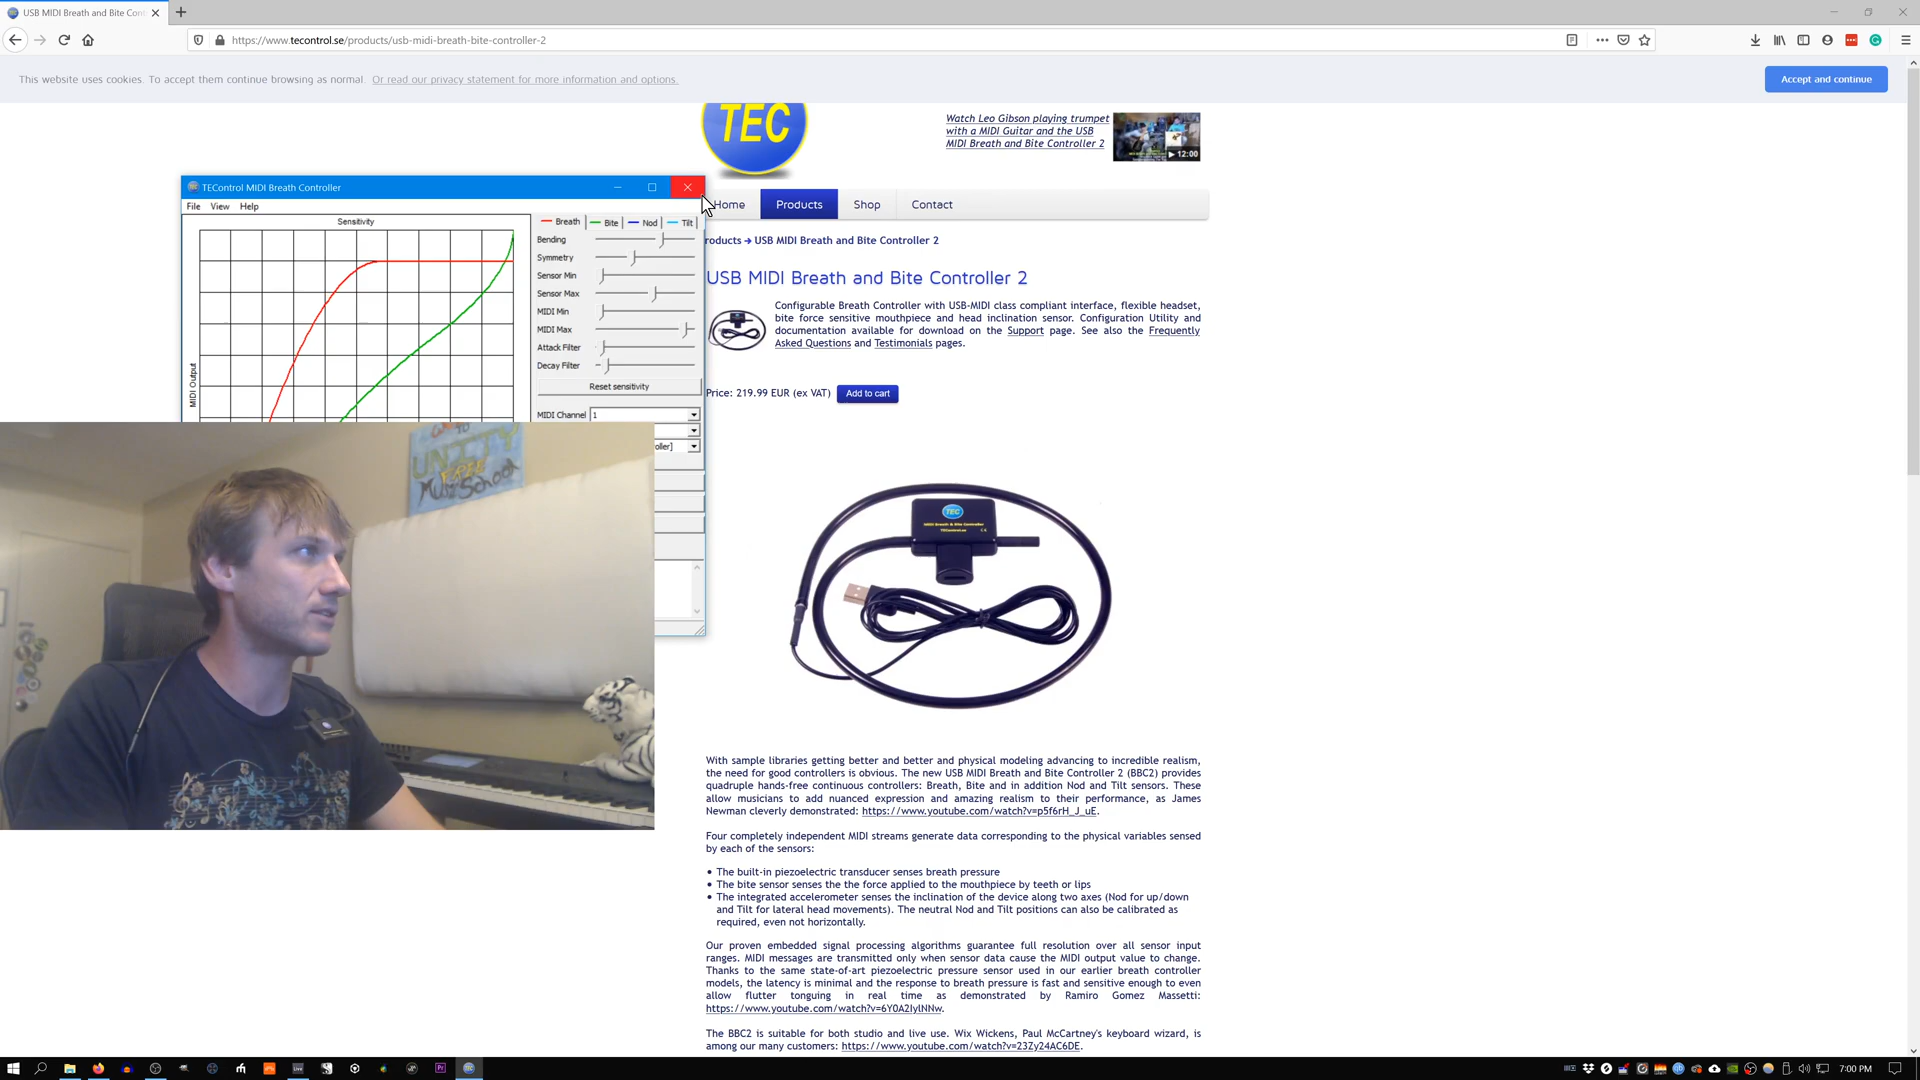 USB MIDI Breath and Bite Cont
https://www.tecontrol.se/products/usb-midi-breath-bite-controller-2
This website uses cookies. To accept them continue browsing as normal. Or read our privacy statement for more information and options.
Accept and continue
TEC
Watch Leo Gibson playing trumpet
with a MIDI Guitar and the USB
MIDI Breath and Bite Controller 2
12:00
Home
Products
Shop
Contact
roducts → USB MIDI Breath and Bite Controller 2
USB MIDI Breath and Bite Controller 2
Configurable Breath Controller with USB-MIDI class compliant interface, flexible headset,
bite force sensitive mouthpiece and head inclination sensor. Configuration Utility and
documentation available for download on the Support page. See also the Frequently
Asked Questions and Testimonials pages.
Price: 219.99 EUR (ex VAT)
Add to cart
TEControl MIDI Breath Controller
File
View
Help
Sensitivity
MIDI Output
Breath
Bite
Nod
Tilt
Bending
Symmetry
Sensor Min
Sensor Max
MIDI Min
MIDI Max
Attack Filter
Decay Filter
Reset sensitivity
MIDI Channel
1
oller]
UNITY
FREE
Music School
TEC
MIDI Breath & Bite Controller
With sample libraries getting better and better and physical modeling advancing to incredible realism,
the need for good controllers is obvious. The new USB MIDI Breath and Bite Controller 2 (BBC2) provides
quadruple hands-free continuous controllers: Breath, Bite and in addition Nod and Tilt sensors. These
allow musicians to add nuanced expression and amazing realism to their performance, as James
Newman cleverly demonstrated: https://www.youtube.com/watch?v=p5f6rH_J_uE.
Four completely independent MIDI streams generate data corresponding to the physical variables sensed
by each of the sensors:
• The built-in piezoelectric transducer senses breath pressure
• The bite sensor senses the the force applied to the mouthpiece by teeth or lips
• The integrated accelerometer senses the inclination of the device along two axes (Nod for up/down
and Tilt for lateral head movements). The neutral Nod and Tilt positions can also be calibrated as
required, even not horizontally.
Our proven embedded signal processing algorithms guarantee full resolution over all sensor input
ranges. MIDI messages are transmitted only when sensor data cause the MIDI output value to change.
Thanks to the same state-of-art piezoelectric pressure sensor used in our earlier breath controller
models, the latency is minimal and the response to breath pressure is fast and sensitive enough to even
allow flutter tonguing in real time as demonstrated by Ramiro Gomez Massetti:
https://www.youtube.com/watch?v=6Y0A2IylNNw.
The BBC2 is suitable for both studio and live use. Wix Wickens, Paul McCartney's keyboard wizard, is
among our many customers: https://www.youtube.com/watch?v=23Zy24AC6DE.
7:00 PM